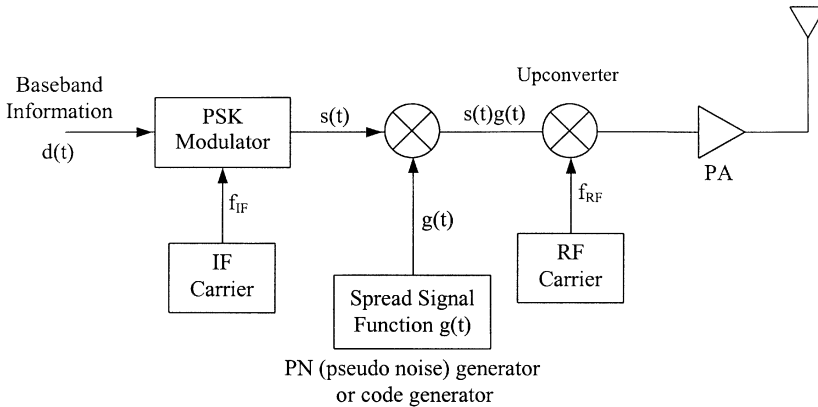 Baseband
Information
d(t)
PSK
Modulator
s(t)
s(t)g(t)
Upconverter
PA
f_IF
g(t)
f_RF
IF
Carrier
Spread Signal
Function g(t)
RF
Carrier
PN (pseudo noise) generator
or code generator